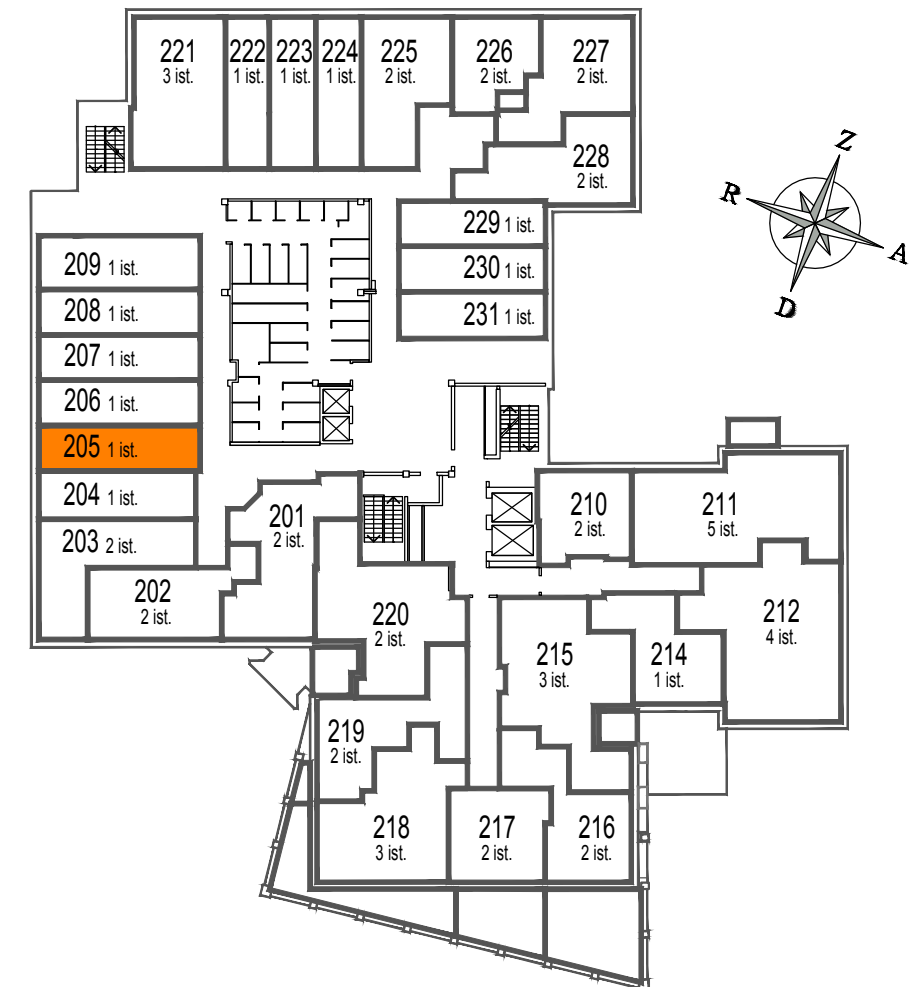 221
3 ist.
222
1 ist.
223
1 ist.
224
1 ist.
225
2 ist.
226
2 ist.
227
2 ist.
228
2 ist.
229 1 ist.
230 1 ist.
231 1 ist.
Z
R
A
D
209 1 ist.
208 1 ist.
207 1 ist.
206 1 ist.
205 1 ist.
204 1 ist.
203 2 ist.
202
2 ist.
201
2 ist.
210
2 ist.
211
5 ist.
212
4 ist.
220
2 ist.
215
3 ist.
214
1 ist.
219
2 ist.
218
3 ist.
217
2 ist.
216
2 ist.